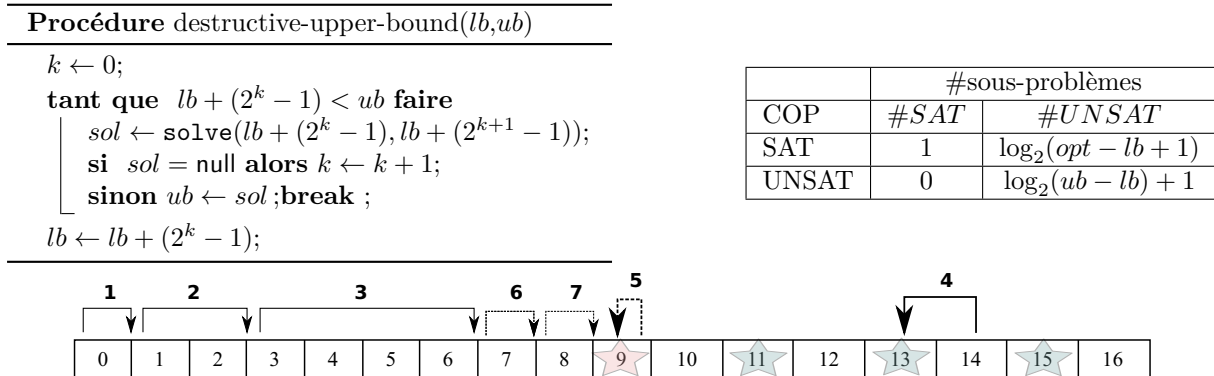 Procédure destructive-upper-bound(lb,ub)
k ← 0;
tant que lb + (2^k − 1) < ub faire
sol ← solve(lb + (2^k − 1), lb + (2^{k+1} − 1));
si sol = null alors k ← k + 1;
sinon ub ← sol ;break ;
lb ← lb + (2^k − 1);
#sous-problèmes
COP #SAT #UNSAT
SAT 1 log₂(opt − lb + 1)
UNSAT 0 log₂(ub − lb) + 1
1 2 3 6 7 5 4
0 1 2 3 4 5 6 7 8 9 10 11 12 13 14 15 16